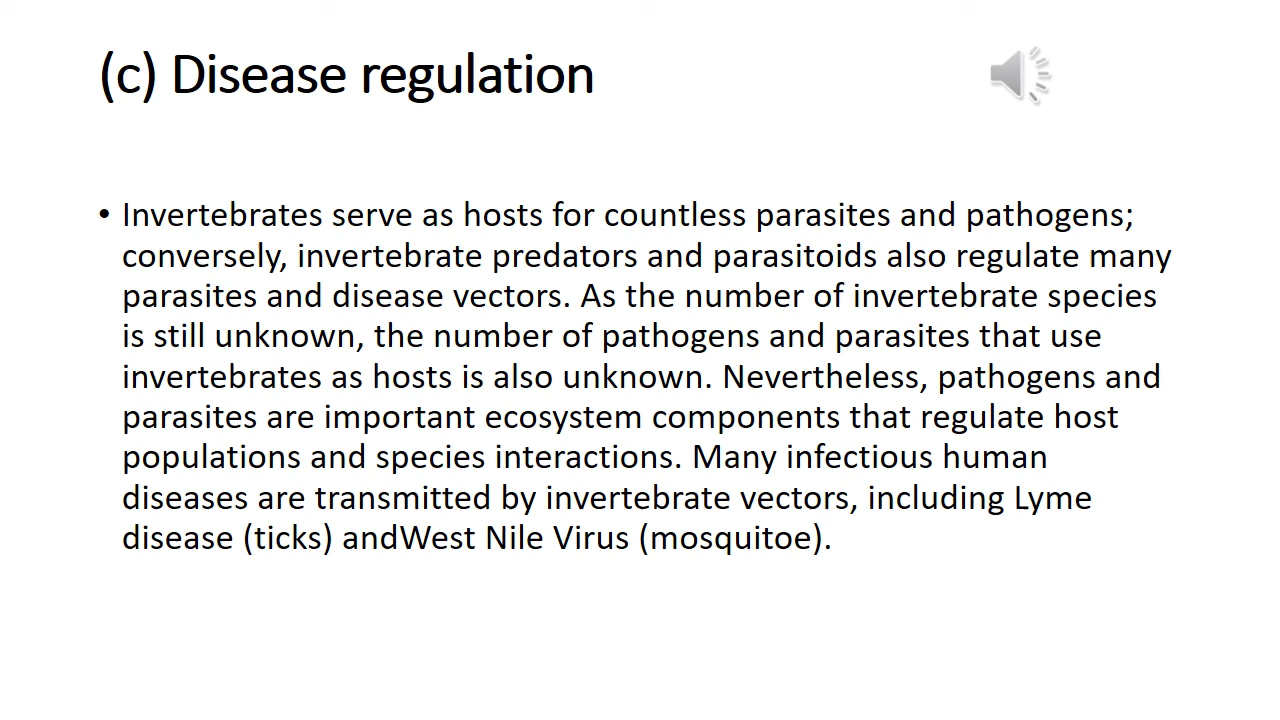 (c) Disease regulation
• Invertebrates serve as hosts for countless parasites and pathogens;
conversely, invertebrate predators and parasitoids also regulate many
parasites and disease vectors. As the number of invertebrate species
is still unknown, the number of pathogens and parasites that use
invertebrates as hosts is also unknown. Nevertheless, pathogens and
parasites are important ecosystem components that regulate host
populations and species interactions. Many infectious human
diseases are transmitted by invertebrate vectors, including Lyme
disease (ticks) andWest Nile Virus (mosquitoe).